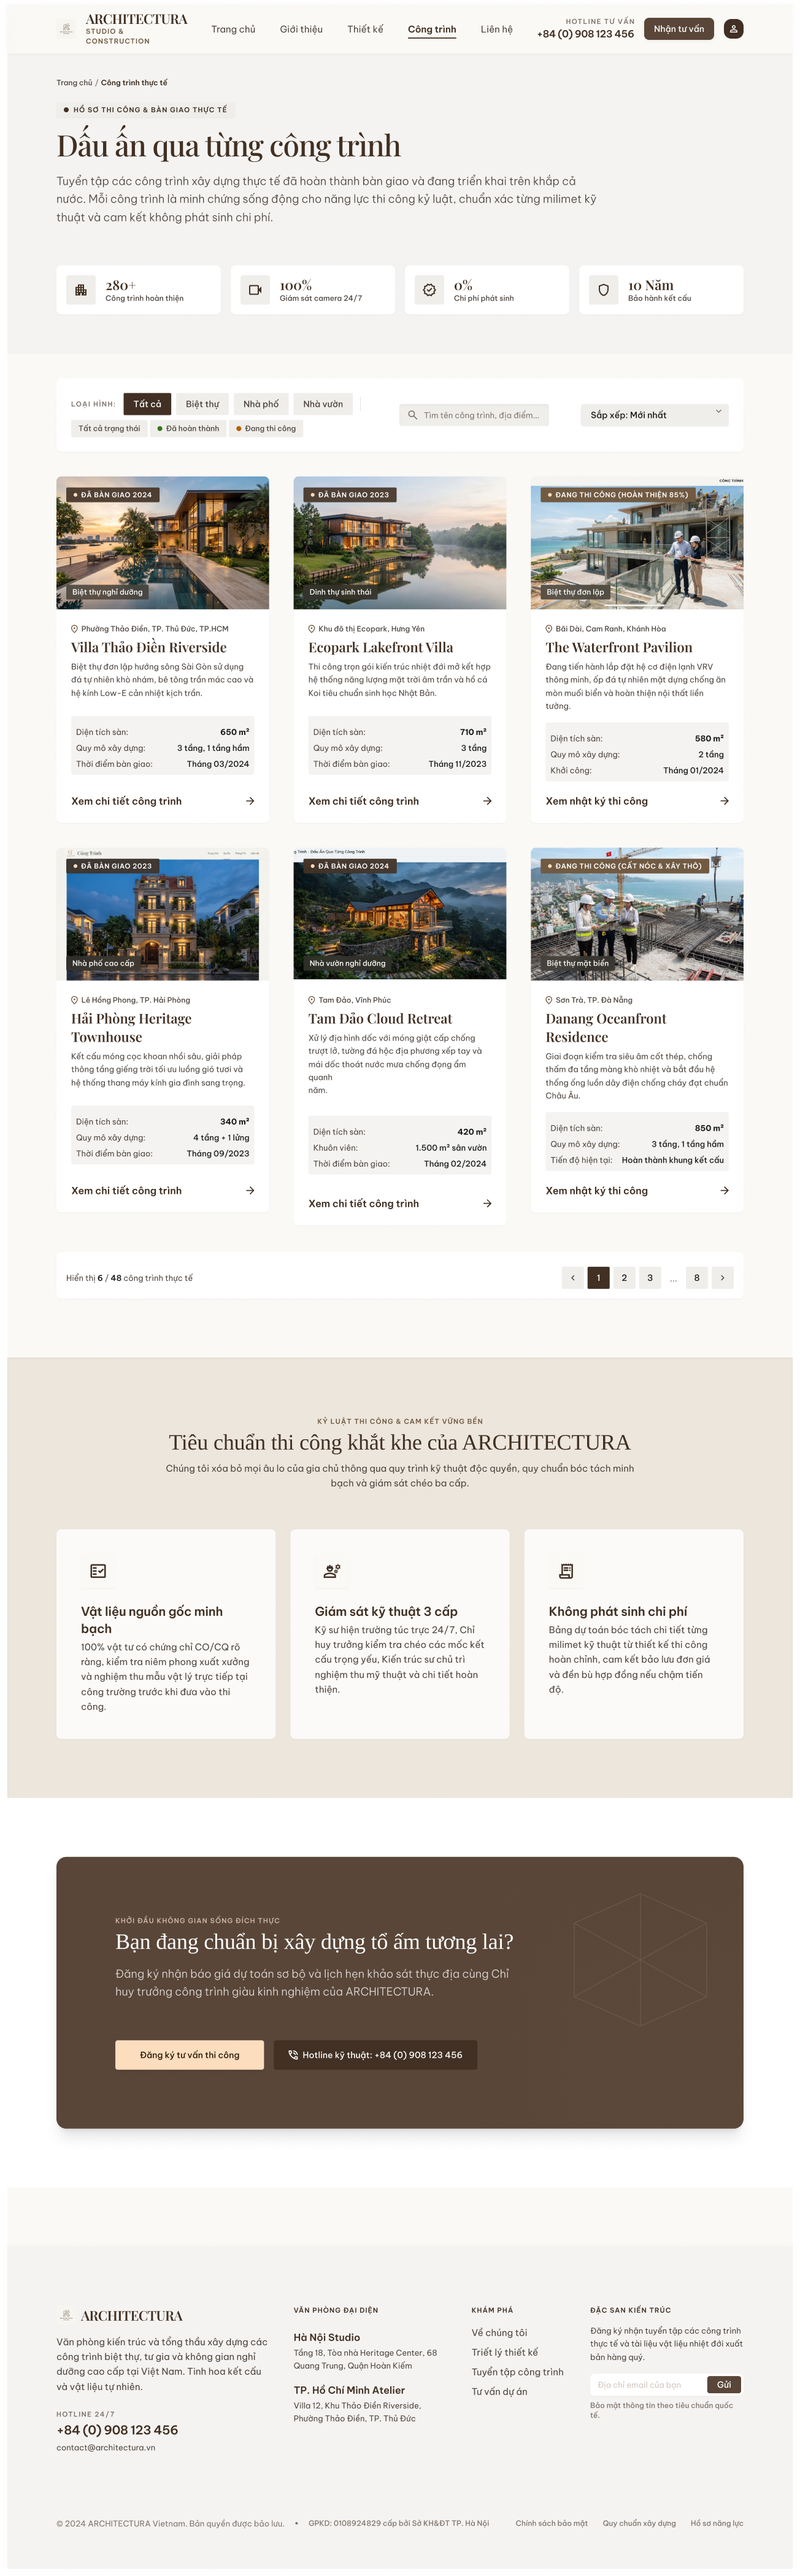 ARCHITECTURA
STUDIO &
CONSTRUCTION
Trang chủ
Giới thiệu
Thiết kế
Công trình
Liên hệ
HOTLINE TƯ VẤN
+84 (0) 908 123 456
Nhận tư vấn
Trang chủ / Công trình thực tế
HỒ SƠ THI CÔNG & BÀN GIAO THỰC TẾ
Dấu ấn qua từng công trình
Tuyển tập các công trình xây dựng thực tế đã hoàn thành bàn giao và đang triển khai trên khắp cả
nước. Mỗi công trình là minh chứng sống động cho năng lực thi công kỷ luật, chuẩn xác từng milimet kỹ
thuật và cam kết không phát sinh chi phí.
280+
Công trình hoàn thiện
100%
Giám sát camera 24/7
0%
Chi phí phát sinh
10 Năm
Bảo hành kết cấu
LOẠI HÌNH:
Tất cả
Biệt thự
Nhà phố
Nhà vườn
Tất cả trạng thái
Đã hoàn thành
Đang thi công
Tìm tên công trình, địa điểm...
Sắp xếp: Mới nhất
ĐÃ BÀN GIAO 2024
Biệt thự nghỉ dưỡng
Phường Thảo Điền, TP. Thủ Đức, TP.HCM
Villa Thảo Điền Riverside
Biệt thự đơn lập hướng sông Sài Gòn sử dụng
đá tự nhiên khò nhám, bê tông trần mác cao và
hệ kính Low-E cản nhiệt kịch trần.
Diện tích sàn: 650 m²
Quy mô xây dựng: 3 tầng, 1 tầng hầm
Thời điểm bàn giao: Tháng 03/2024
Xem chi tiết công trình
ĐÃ BÀN GIAO 2023
Dinh thự sinh thái
Khu đô thị Ecopark, Hưng Yên
Ecopark Lakefront Villa
Thi công trọn gói kiến trúc nhiệt đới mở kết hợp
hệ thống năng lượng mặt trời âm trần và hồ cá
Koi tiêu chuẩn sinh học Nhật Bản.
Diện tích sàn: 710 m²
Quy mô xây dựng: 3 tầng
Thời điểm bàn giao: Tháng 11/2023
Xem chi tiết công trình
CÔNG TRÌNH
ĐANG THI CÔNG (HOÀN THIỆN 85%)
Biệt thự đơn lập
Bãi Dài, Cam Ranh, Khánh Hòa
The Waterfront Pavilion
Đang tiến hành lắp đặt hệ cơ điện lạnh VRV
thông minh, ốp đá tự nhiên mặt dựng chống ăn
mòn muối biển và hoàn thiện nội thất liền
tường.
Diện tích sàn: 580 m²
Quy mô xây dựng: 2 tầng
Khởi công: Tháng 01/2024
Xem nhật ký thi công
Công Trình
ĐÃ BÀN GIAO 2023
Nhà phố cao cấp
Lê Hồng Phong, TP. Hải Phòng
Hải Phòng Heritage
Townhouse
Kết cấu móng cọc khoan nhồi sâu, giải pháp
thông tầng giếng trời tối ưu luồng gió tươi và
hệ thống thang máy kính gia đình sang trọng.
Diện tích sàn: 340 m²
Quy mô xây dựng: 4 tầng + 1 lửng
Thời điểm bàn giao: Tháng 09/2023
Xem chi tiết công trình
g Trình - Dấu Ấn Qua Từng Công Trình
ĐÃ BÀN GIAO 2024
Nhà vườn nghỉ dưỡng
Tam Đảo, Vĩnh Phúc
Tam Đảo Cloud Retreat
Xử lý địa hình dốc với móng giật cấp chống
trượt lở, tường đá hộc địa phương xếp tay và
mái dốc thoát nước mưa chống đọng ẩm
quanh
năm.
Diện tích sàn: 420 m²
Khuôn viên: 1.500 m² sân vườn
Thời điểm bàn giao: Tháng 02/2024
Xem chi tiết công trình
ĐANG THI CÔNG (CẤT NÓC & XÂY THÔ)
Biệt thự mặt biển
Sơn Trà, TP. Đà Nẵng
Danang Oceanfront
Residence
Giai đoạn kiểm tra siêu âm cốt thép, chống
thấm đa tầng màng khò nhiệt và bắt đầu hệ
thống ống luồn dây điện chống cháy đạt chuẩn
Châu Âu.
Diện tích sàn: 850 m²
Quy mô xây dựng: 3 tầng, 1 tầng hầm
Tiến độ hiện tại: Hoàn thành khung kết cấu
Xem nhật ký thi công
Hiển thị 6 / 48 công trình thực tế
1 2 3 ... 8
KỶ LUẬT THI CÔNG & CAM KẾT VỮNG BỀN
Tiêu chuẩn thi công khắt khe của ARCHITECTURA
Chúng tôi xóa bỏ mọi âu lo của gia chủ thông qua quy trình kỹ thuật độc quyền, quy chuẩn bóc tách minh
bạch và giám sát chéo ba cấp.
Vật liệu nguồn gốc minh
bạch
100% vật tư có chứng chỉ CO/CQ rõ
ràng, kiểm tra niêm phong xuất xưởng
và nghiệm thu mẫu vật lý trực tiếp tại
công trường trước khi đưa vào thi
công.
Giám sát kỹ thuật 3 cấp
Kỹ sư hiện trường túc trực 24/7, Chỉ
huy trưởng kiểm tra chéo các mốc kết
cấu trọng yếu, Kiến trúc sư chủ trì
nghiệm thu mỹ thuật và chi tiết hoàn
thiện.
Không phát sinh chi phí
Bảng dự toán bóc tách chi tiết từng
milimet kỹ thuật từ thiết kế thi công
hoàn chỉnh, cam kết bảo lưu đơn giá
và đền bù hợp đồng nếu chậm tiến
độ.
KHỞI ĐẦU KHÔNG GIAN SỐNG ĐÍCH THỰC
Bạn đang chuẩn bị xây dựng tổ ấm tương lai?
Đăng ký nhận báo giá dự toán sơ bộ và lịch hẹn khảo sát thực địa cùng Chỉ
huy trưởng công trình giàu kinh nghiệm của ARCHITECTURA.
Đăng ký tư vấn thi công
Hotline kỹ thuật: +84 (0) 908 123 456
ARCHITECTURA
Văn phòng kiến trúc và tổng thầu xây dựng các
công trình biệt thự, tư gia và không gian nghỉ
dưỡng cao cấp tại Việt Nam. Tinh hoa kết cấu
và vật liệu tự nhiên.
HOTLINE 24/7
+84 (0) 908 123 456
contact@architectura.vn
VĂN PHÒNG ĐẠI DIỆN
Hà Nội Studio
Tầng 18, Tòa nhà Heritage Center, 68
Quang Trung, Quận Hoàn Kiếm
TP. Hồ Chí Minh Atelier
Villa 12, Khu Thảo Điền Riverside,
Phường Thảo Điền, TP. Thủ Đức
KHÁM PHÁ
Về chúng tôi
Triết lý thiết kế
Tuyển tập công trình
Tư vấn dự án
ĐẶC SAN KIẾN TRÚC
Đăng ký nhận tuyển tập các công trình
thực tế và tài liệu vật liệu nhiệt đới xuất
bản hàng quý.
Địa chỉ email của bạn
Gửi
Bảo mật thông tin theo tiêu chuẩn quốc
tế.
© 2024 ARCHITECTURA Vietnam. Bản quyền được bảo lưu. • GPKD: 0108924829 cấp bởi Sở KH&ĐT TP. Hà Nội
Chính sách bảo mật
Quy chuẩn xây dựng
Hồ sơ năng lực